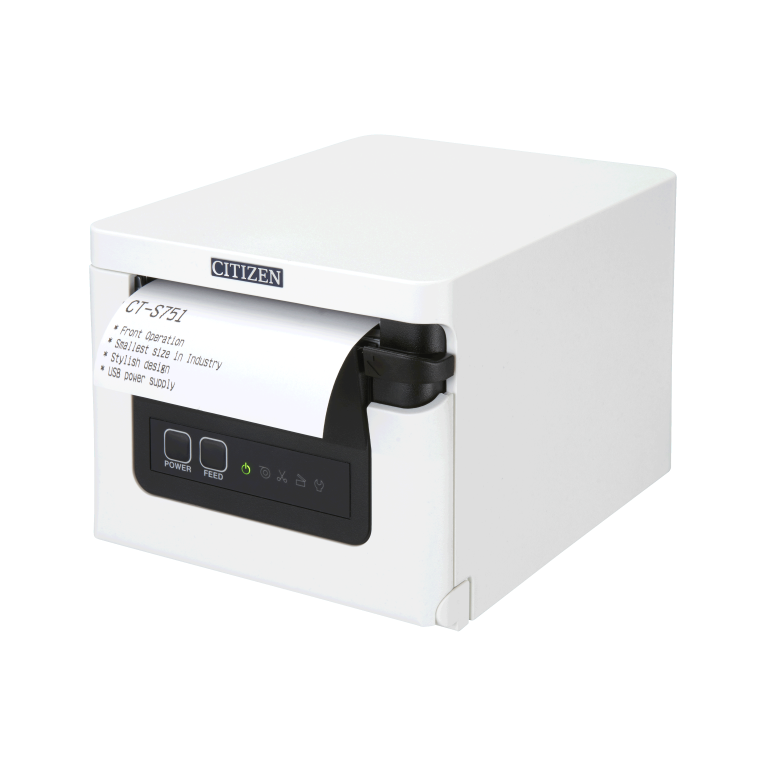 CITIZEN
CT-S751
* Front Operation
* Smallest size in Industry
* Stylish design
* USB power supply
POWER
FEED